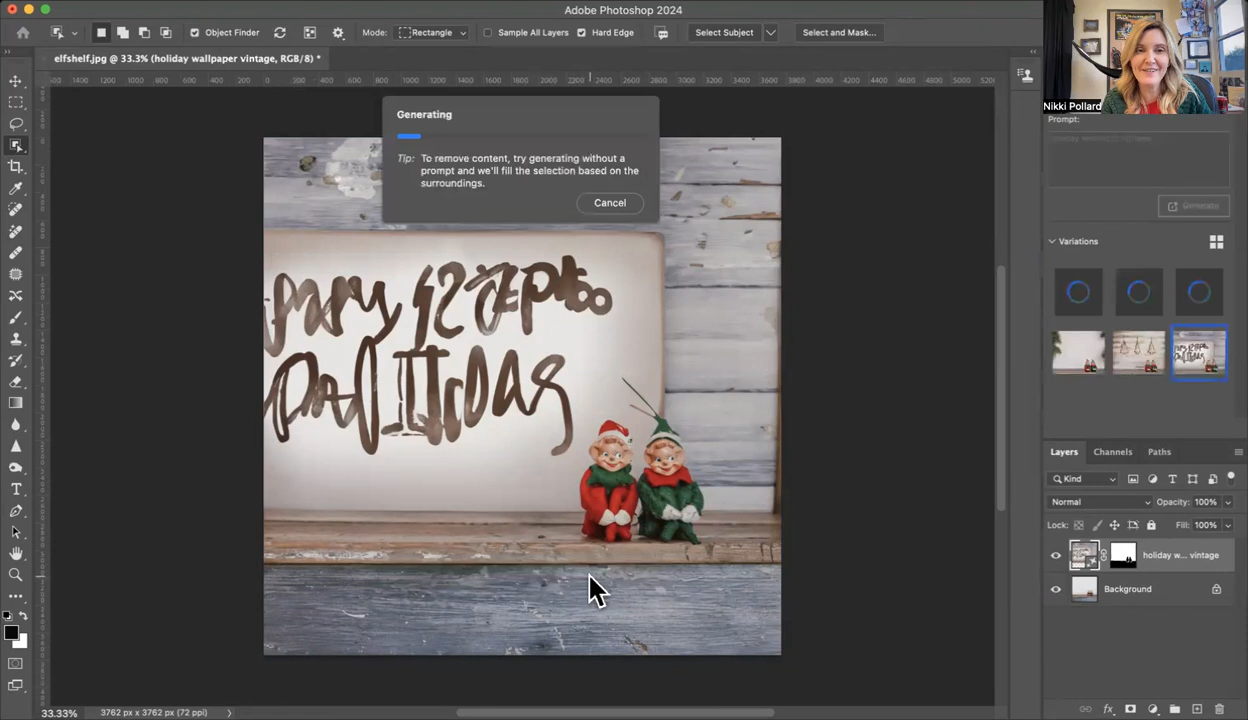 Adobe Photoshop 2024
Object Finder
Mode: Rectangle
Sample All Layers
Hard Edge
Select Subject
Select and Mask...
elfshelf.jpg @ 33.3% (holiday wallpaper vintage, RGB/8) *
Nikki Pollard
Generating
Tip: To remove content, try generating without a
prompt and we'll fill the selection based on the
surroundings.
Cancel
Prompt:
Generate
Variations
Layers
Channels
Paths
Kind
Normal
Opacity: 100%
Lock:
Fill: 100%
holiday w... vintage
Background
33.33%
3762 px x 3762 px (72 ppi)